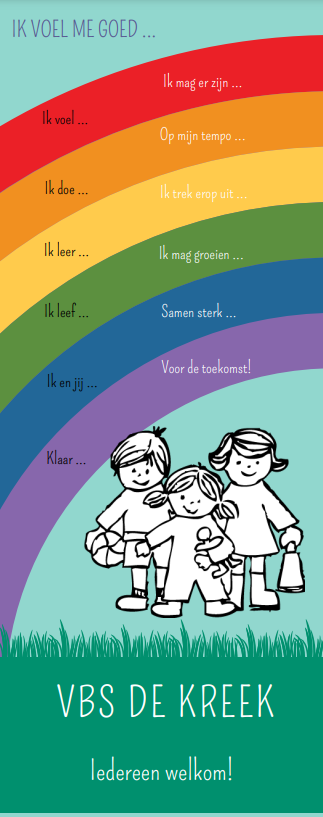 IK VOEL ME GOED ...
Ik voel ...
Ik mag er zijn ...
Ik doe ...
Op mijn tempo ...
Ik leer ...
Ik trek erop uit ...
Ik leef ...
Ik mag groeien ...
Ik en jij ...
Samen sterk ...
Klaar ...
Voor de toekomst!
VBS DE KREEK
Iedereen welkom!